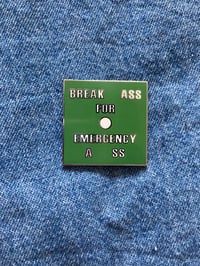 BREAK ASS
FOR
EMERGENCY
A SS